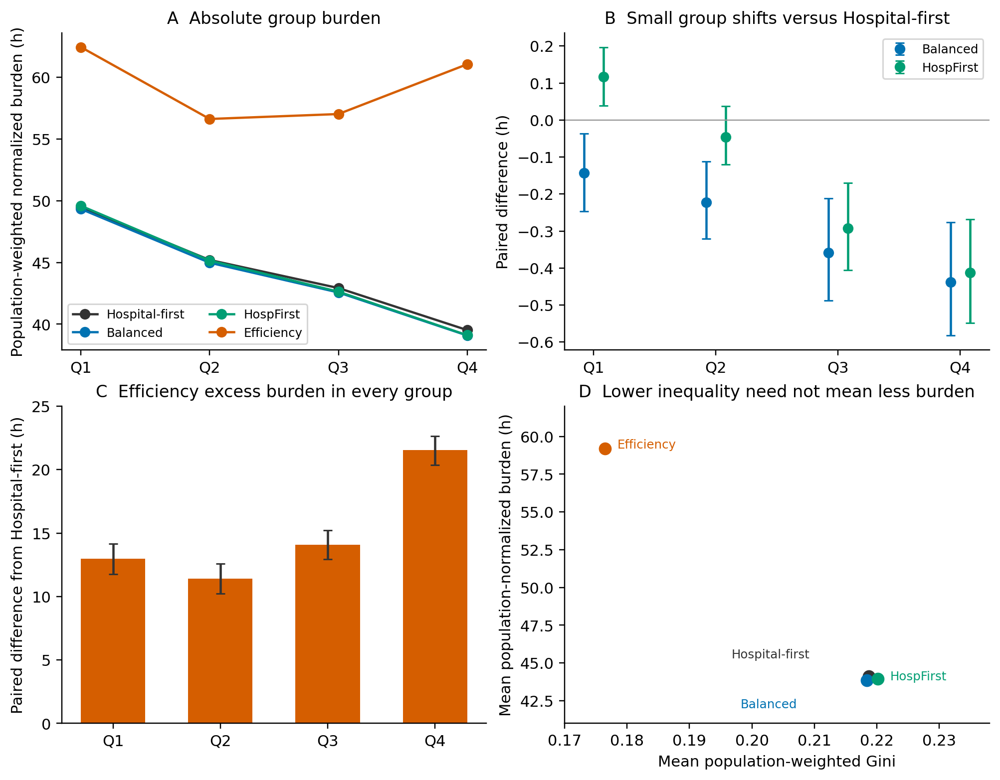 A  Absolute group burden
Population-weighted normalized burden (h)
60
55
50
45
40
Hospital-first
Balanced
HospFirst
Efficiency
Q1 Q2 Q3 Q4
B  Small group shifts versus Hospital-first
Paired difference (h)
0.2
0.1
0.0
−0.1
−0.2
−0.3
−0.4
−0.5
−0.6
Balanced
HospFirst
Q1 Q2 Q3 Q4
C  Efficiency excess burden in every group
Paired difference from Hospital-first (h)
25
20
15
10
5
0
Q1 Q2 Q3 Q4
D  Lower inequality need not mean less burden
Mean population-normalized burden (h)
60.0
57.5
55.0
52.5
50.0
47.5
45.0
42.5
Efficiency
Hospital-first
HospFirst
Balanced
0.17 0.18 0.19 0.20 0.21 0.22 0.23
Mean population-weighted Gini